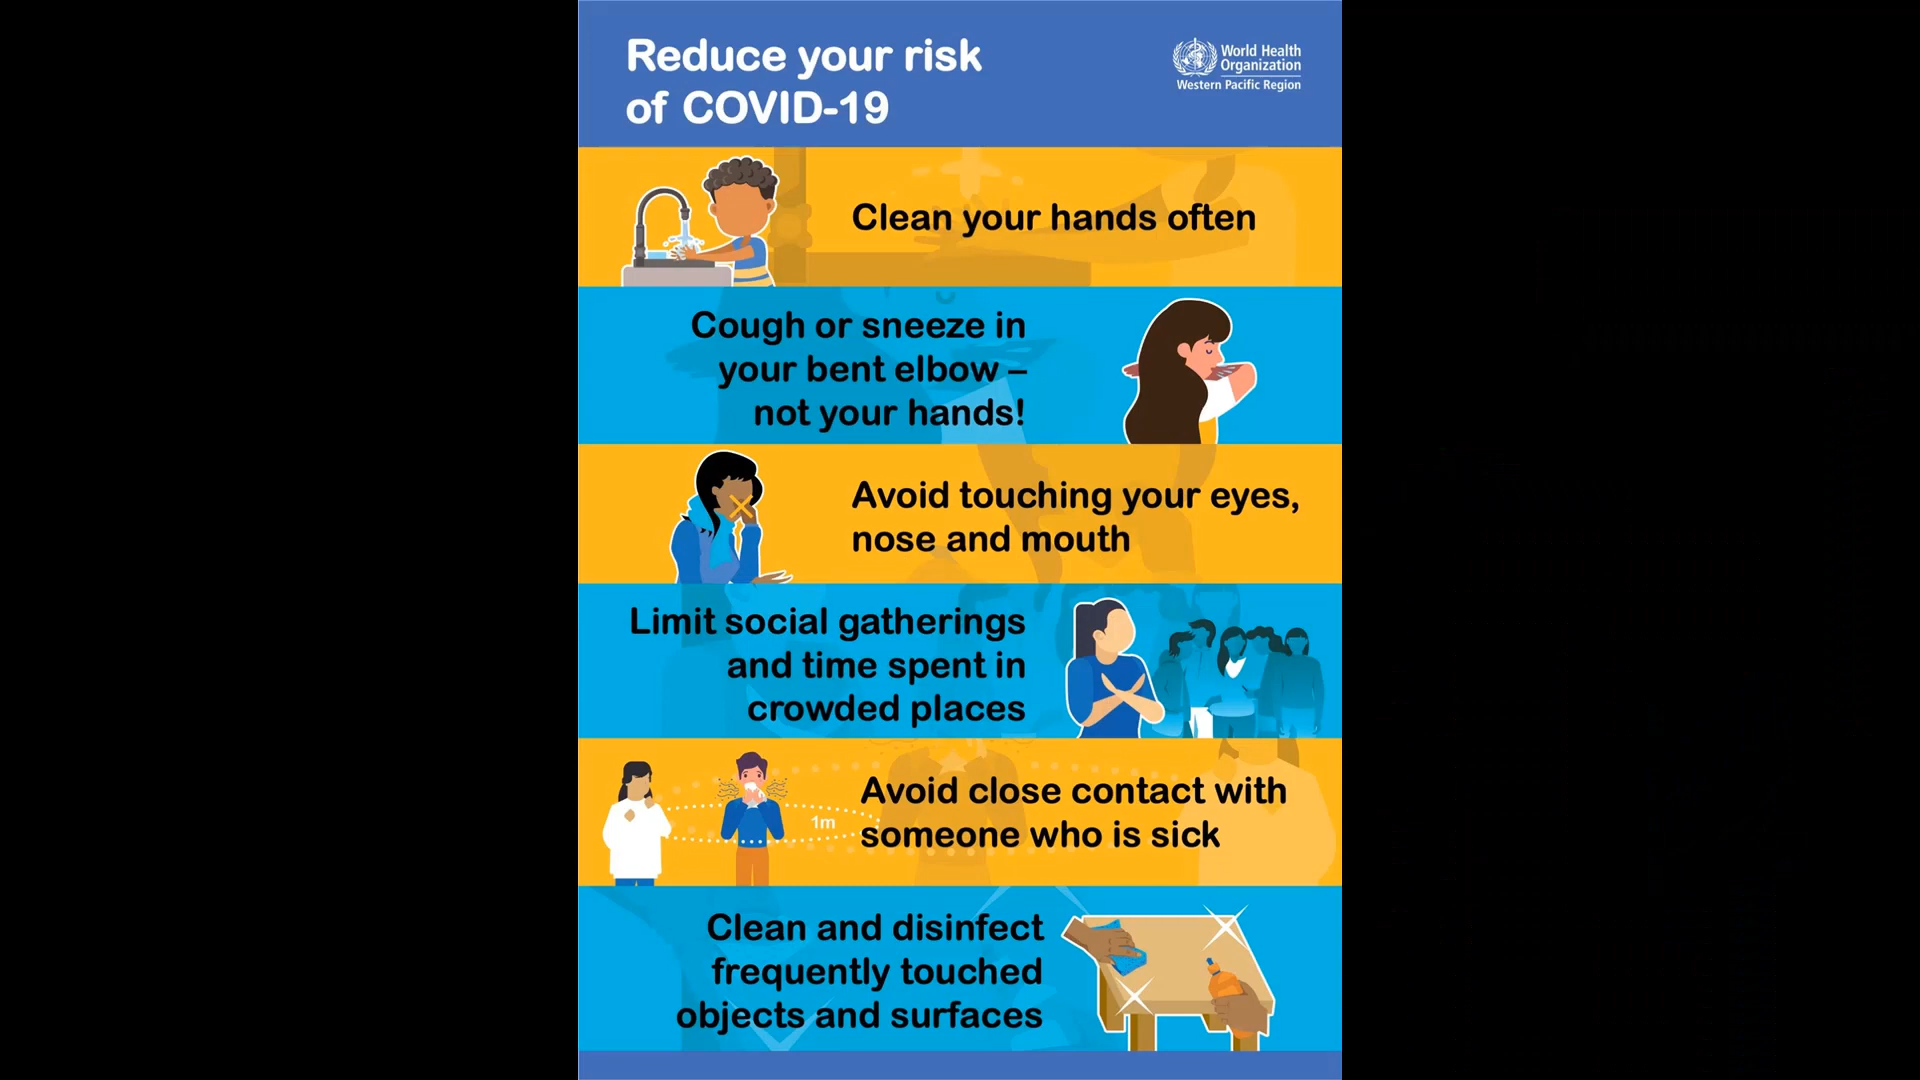 Reduce your risk
of COVID-19
World Health
Organization
Western Pacific Region
Clean your hands often
Cough or sneeze in
your bent elbow –
not your hands!
Avoid touching your eyes,
nose and mouth
Limit social gatherings
and time spent in
crowded places
1m
Avoid close contact with
someone who is sick
Clean and disinfect
frequently touched
objects and surfaces